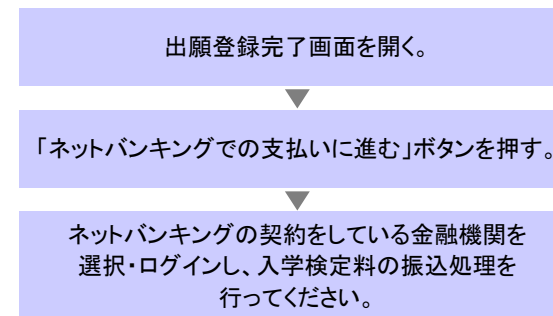 出願登録完了画面を開く。
「ネットバンキングでの支払いに進む」ボタンを押す。
ネットバンキングの契約をしている金融機関を
選択・ログインし、入学検定料の振込処理を
行ってください。